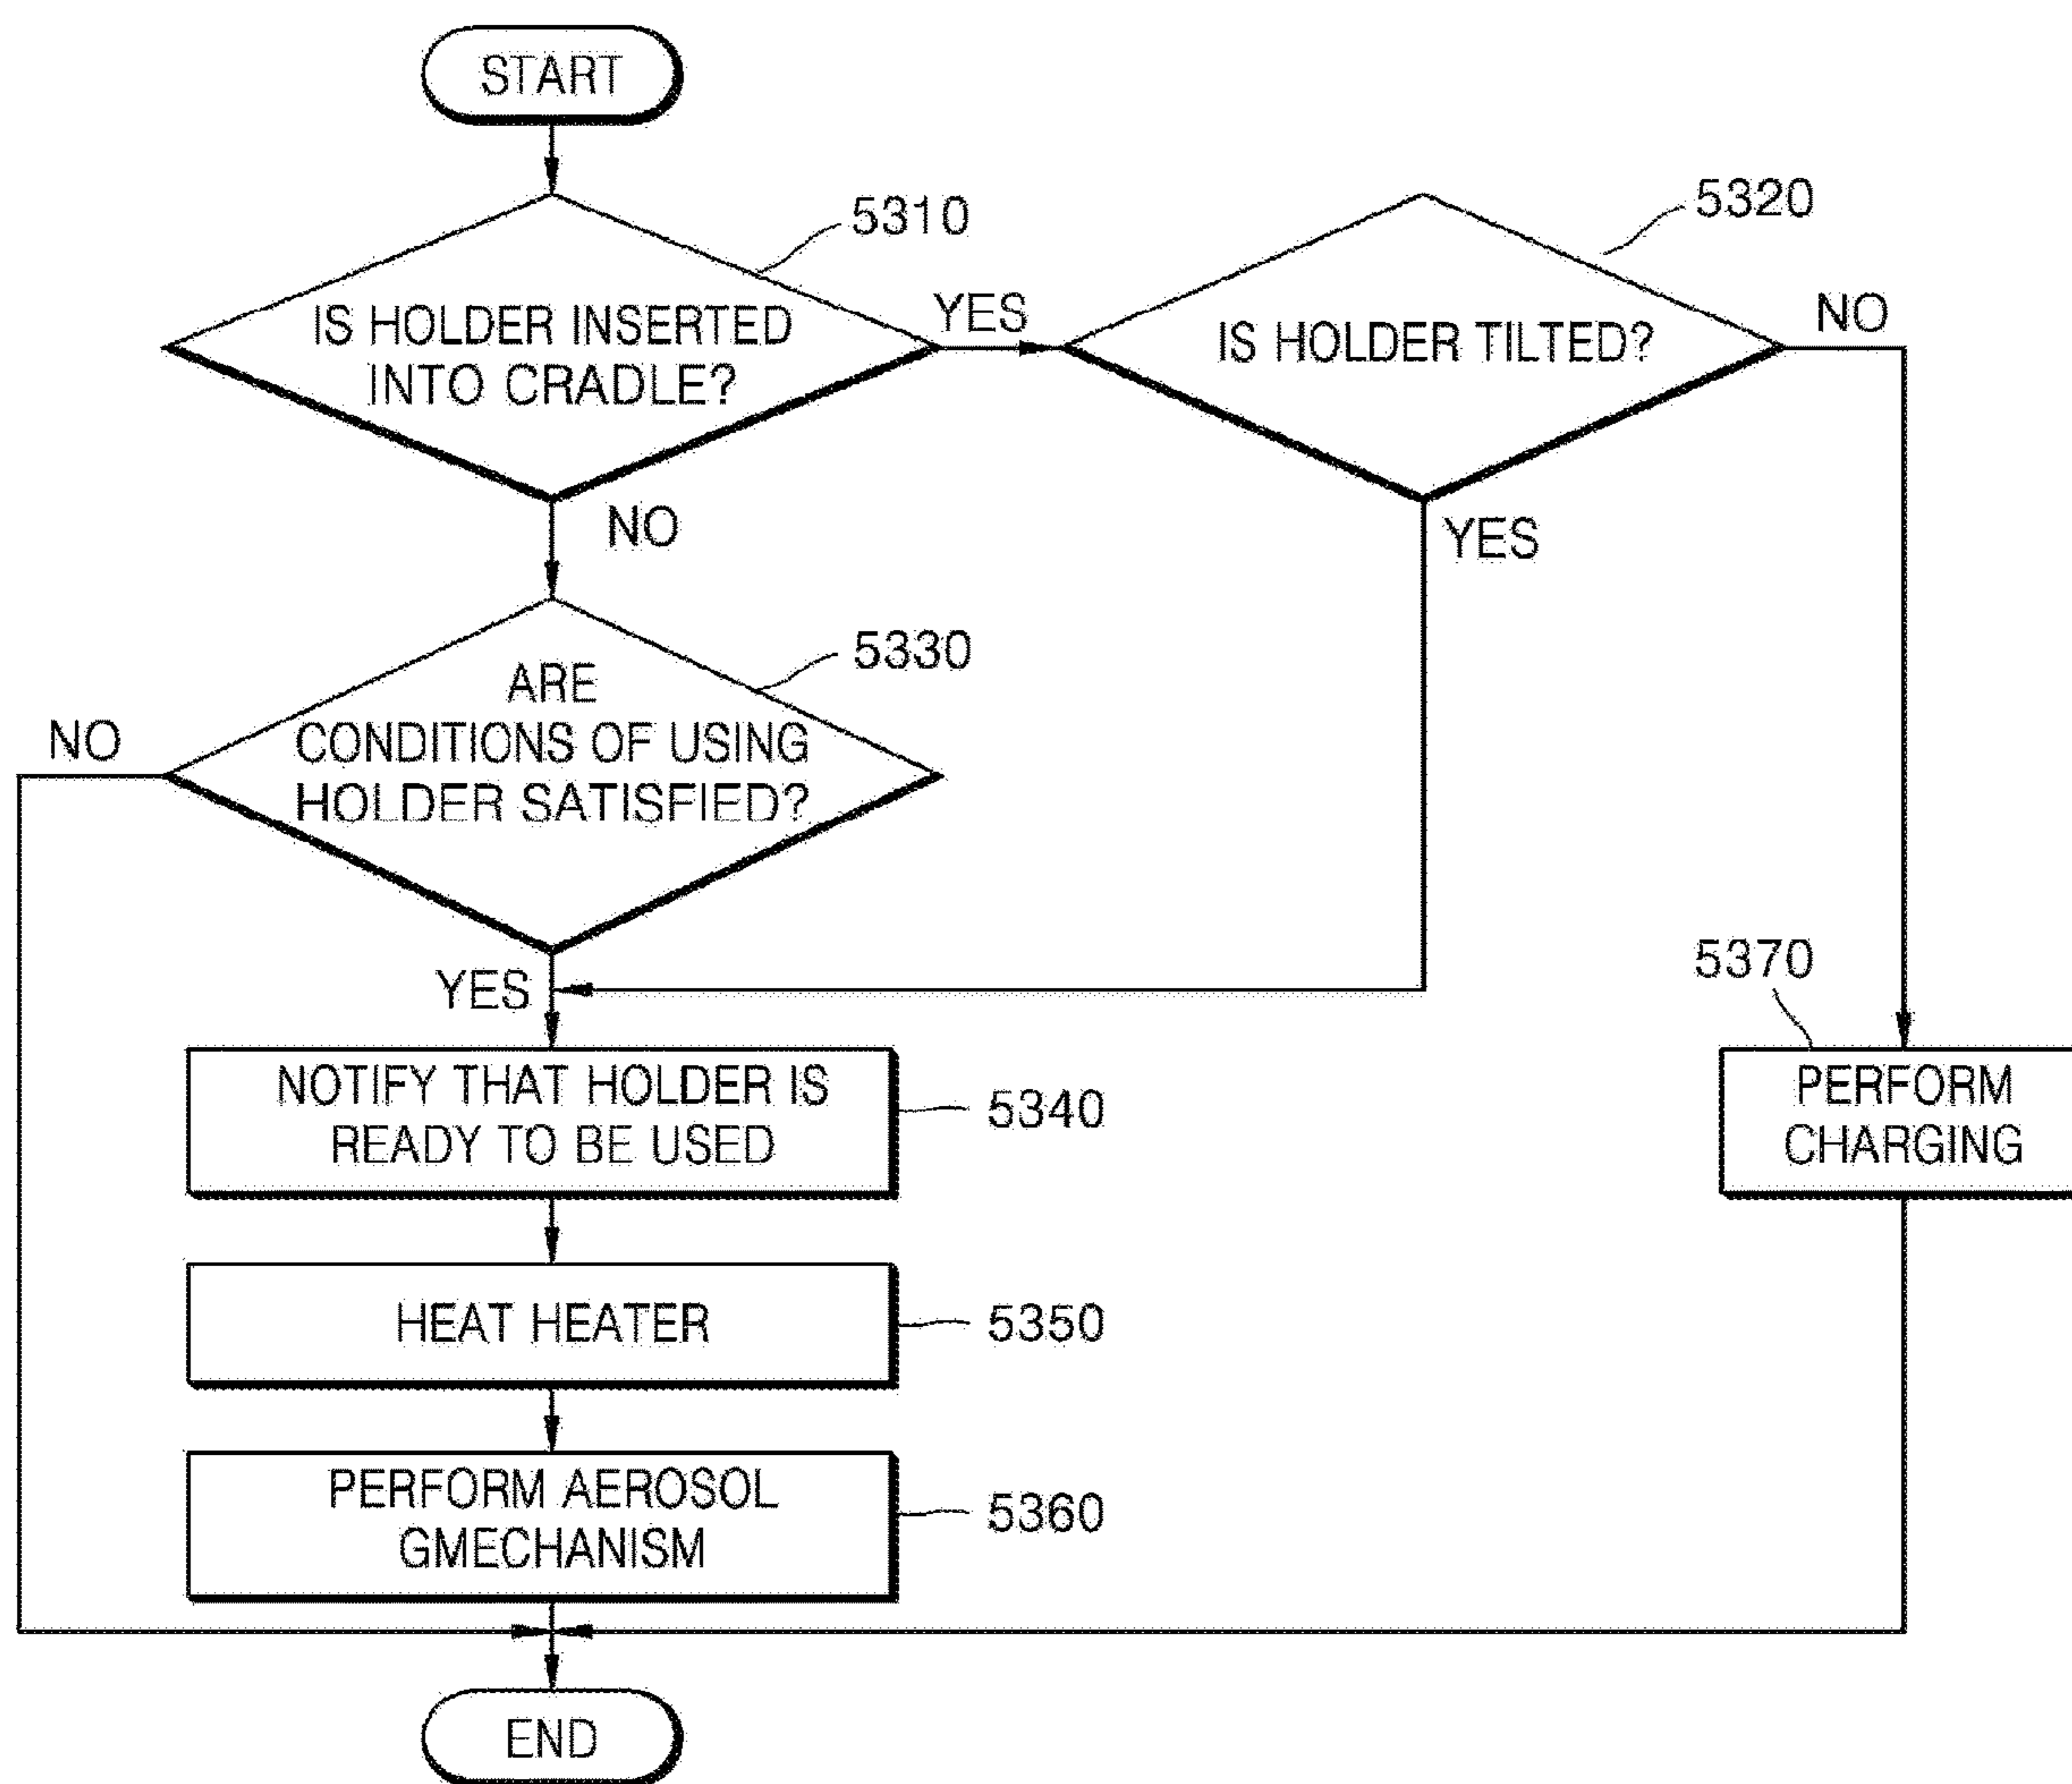 START
5310
5320
IS HOLDER INSERTED
INTO CRADLE?
YES
IS HOLDER TILTED?
NO
NO
YES
5330
ARE
CONDITIONS OF USING
HOLDER SATISFIED?
NO
YES
5370
NOTIFY THAT HOLDER IS
READY TO BE USED
5340
PERFORM
CHARGING
HEAT HEATER
5350
PERFORM AEROSOL
GMECHANISM
5360
END